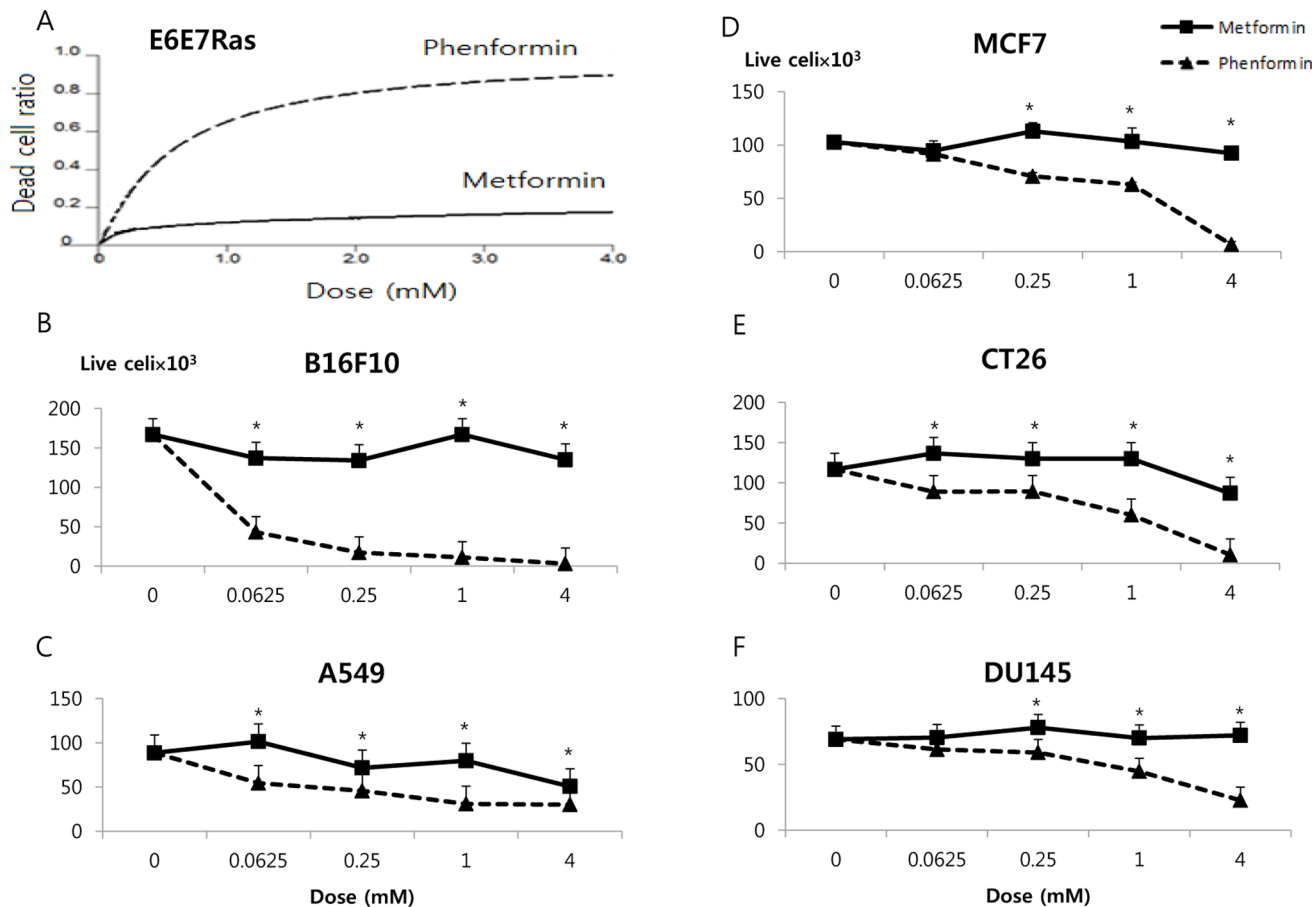 A
E6E7Ras
Phenformin
Metformin
Dead cell ratio
1.0
0.8
0.6
0.4
0.2
0
0 1.0 2.0 3.0 4.0
Dose (mM)
B
Live celi×10³
B16F10
200
150
100
50
0
* * * *
0 0.0625 0.25 1 4
C
A549
150
100
50
0
* * * *
0 0.0625 0.25 1 4
Dose (mM)
D
Live celi×10³
MCF7
Metformin
Phenformin
150
100
50
0
* * *
0 0.0625 0.25 1 4
E
CT26
200
150
100
50
0
* * * *
0 0.0625 0.25 1 4
F
DU145
100
50
0
* * *
0 0.0625 0.25 1 4
Dose (mM)